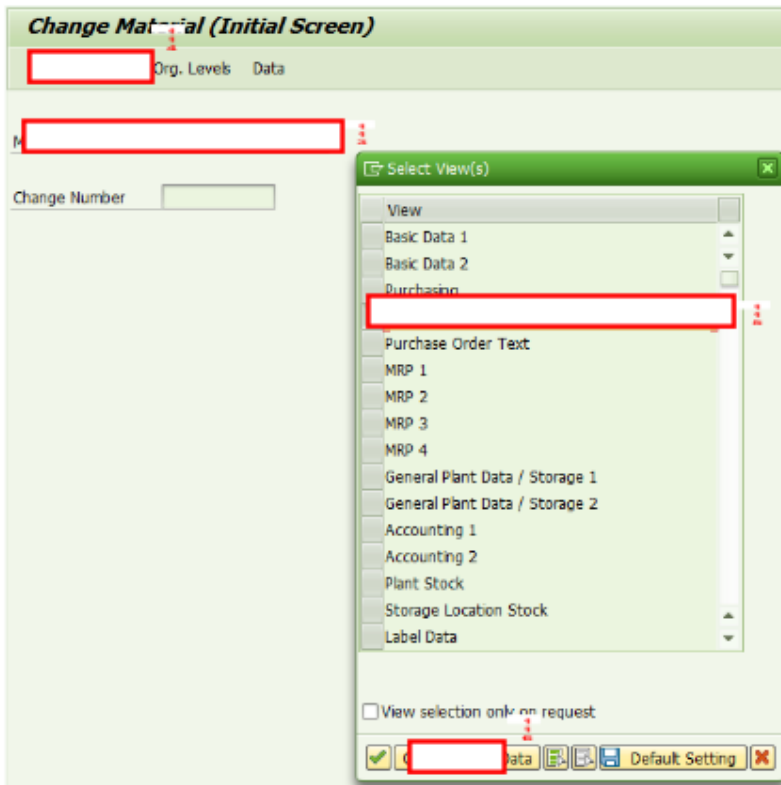 Change Material (Initial Screen)
Org. Levels Data
Change Number
Select View(s)
View
Basic Data 1
Basic Data 2
Purchasing
Purchase Order Text
MRP 1
MRP 2
MRP 3
MRP 4
General Plant Data / Storage 1
General Plant Data / Storage 2
Accounting 1
Accounting 2
Plant Stock
Storage Location Stock
Label Data
View selection only on request
Data Default Setting